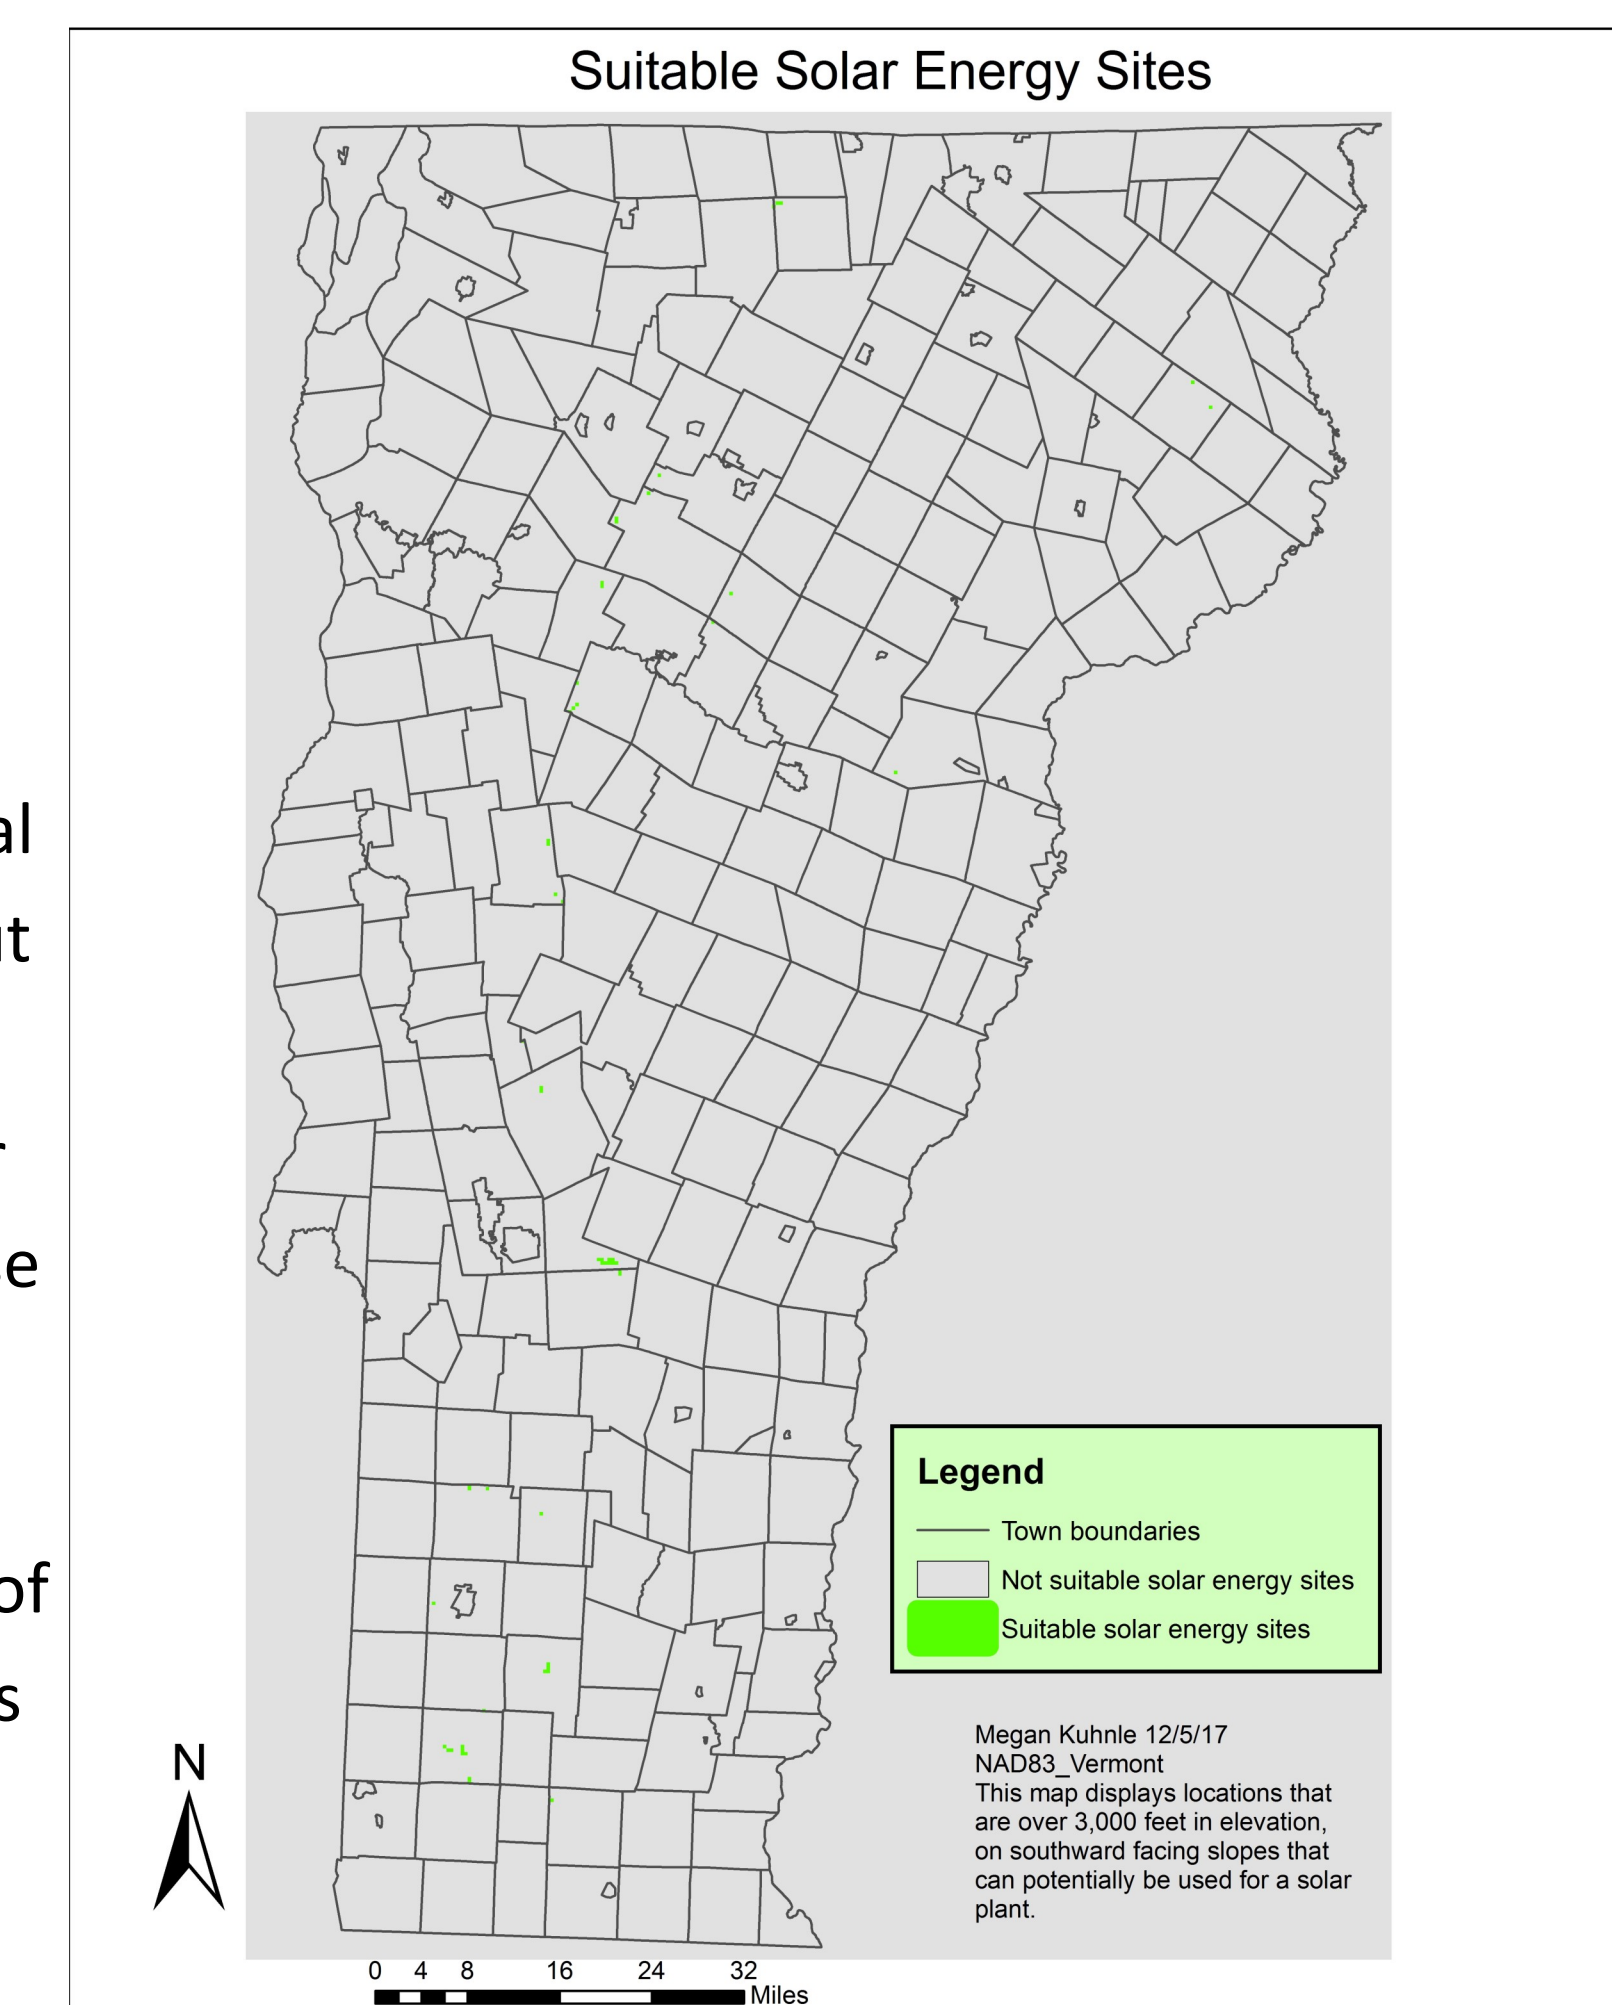 Suitable Solar Energy Sites
al
ut
r
e
of
s
Legend
Town boundaries
Not suitable solar energy sites
Suitable solar energy sites
Megan Kuhnle 12/5/17
NAD83_Vermont
This map displays locations that
are over 3,000 feet in elevation,
on southward facing slopes that
can potentially be used for a solar
plant.
N
0 4 8 16 24 32
Miles